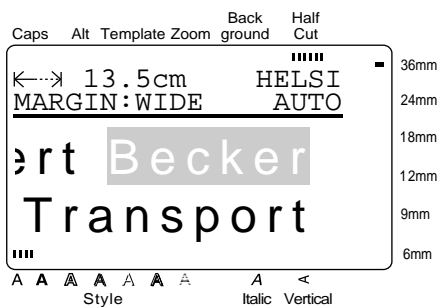 Back Half
Caps Alt Template Zoom ground Cut
13.5cm HELSI
MARGIN:WIDE AUTO
ert Becker
Transport
36mm
24mm
18mm
12mm
9mm
6mm
A A A A A A A A A
Style Italic Vertical